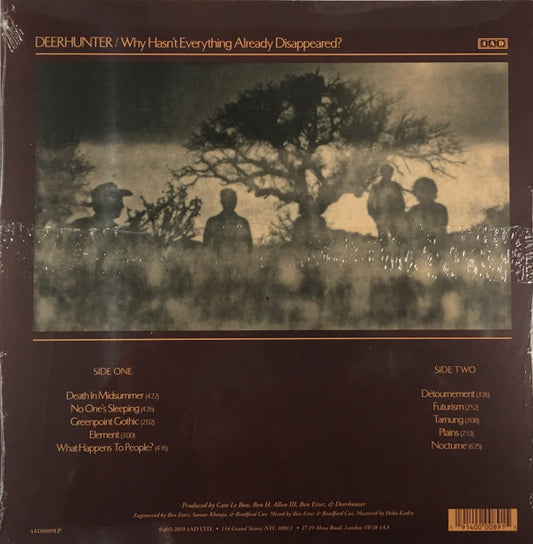 DEERHUNTER / Why Hasn't Everything Already Disappeared?
4AD
SIDE ONE
Death In Midsummer (4:22)
No One's Sleeping (4:26)
Greenpoint Gothic (2:02)
Element (3:00)
What Happens To People? (4:16)
SIDE TWO
Détournement (3:26)
Futurism (2:52)
Tarnung (3:08)
Plains (2:13)
Nocturne (6:25)
Produced by Cate Le Bon, Ben H. Allen III, Ben Etter, & Deerhunter
Engineered by Ben Etter, Samur Khouja, & Bradford Cox. Mixed by Ben Etter & Bradford Cox. Mastered by Heba Kadry
4AD0089LP
℗© 2019 4AD LTD. • 134 Grand Street, NYC 10013 • 17-19 Alma Road, London SW18 1AA
91400 00891